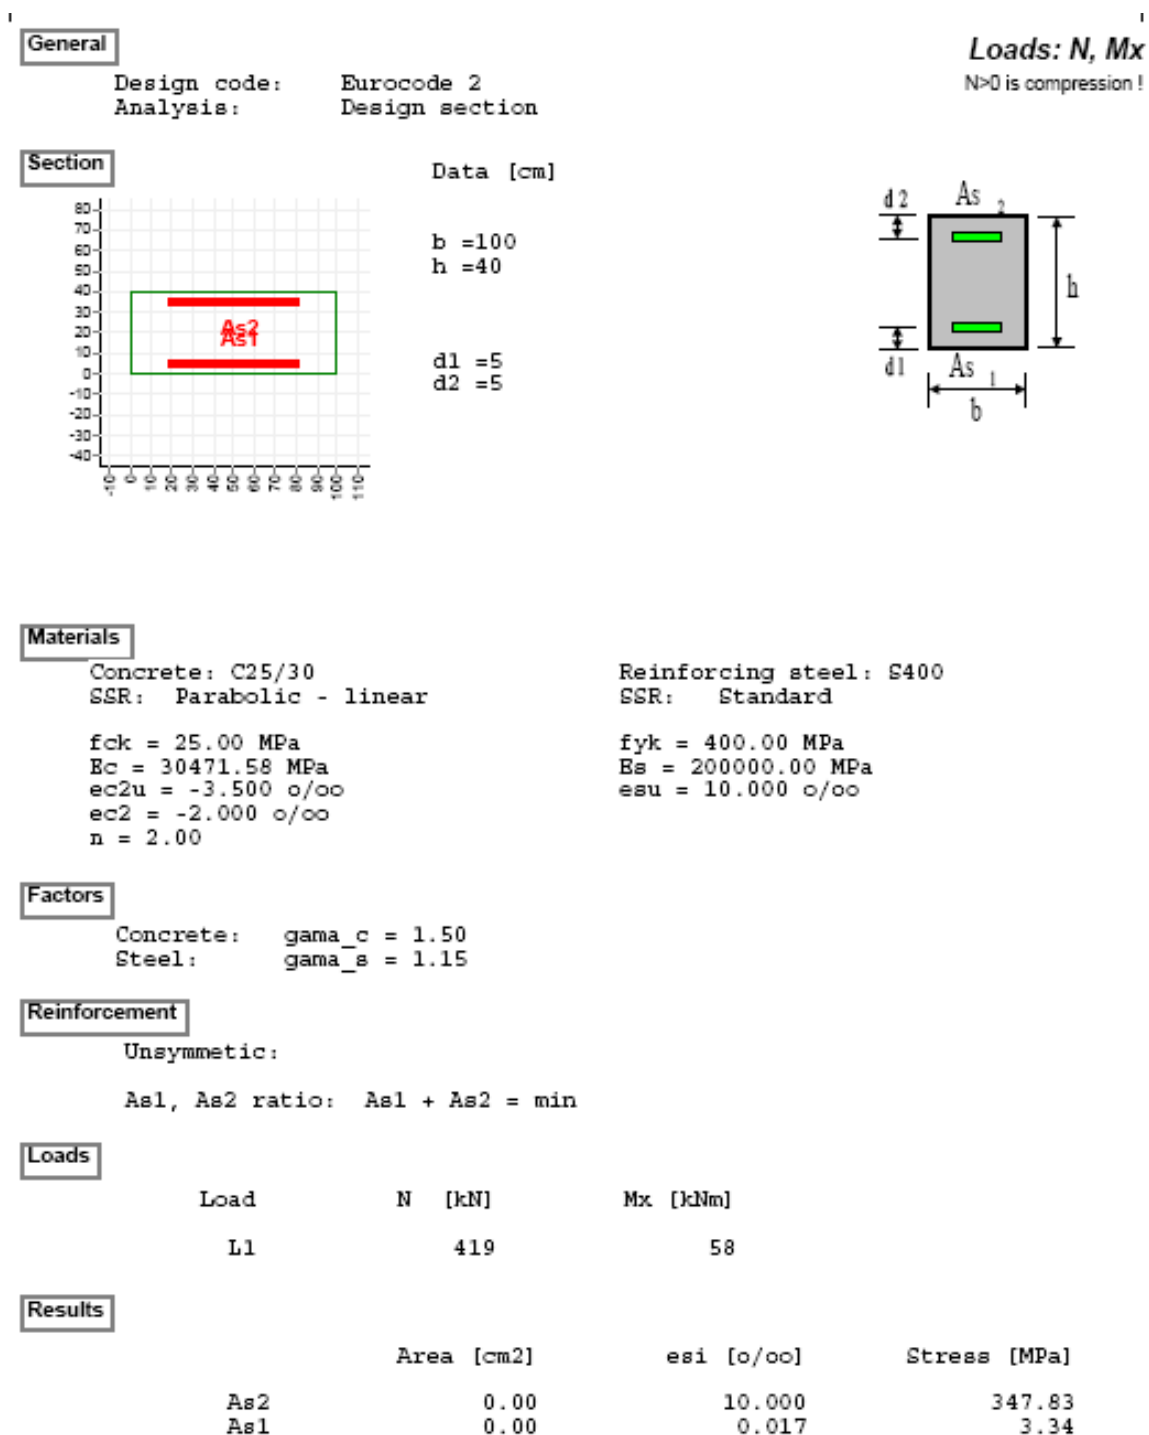 General
Loads: N, Mx
N>0 is compression !
Design code: Eurocode 2
Analysis: Design section
Section
Data [cm]
80
70
60
50
40
30
20
10
0
-10
-20
-30
-40
-10 0 10 20 30 40 50 60 70 80 90 100 110
As2
As1
b =100
h =40
d1 =5
d2 =5
d 2
As 2
h
d1
As 1
b
Materials
Concrete: C25/30
SSR: Parabolic - linear
fck = 25.00 MPa
Ec = 30471.58 MPa
ec2u = -3.500 o/oo
ec2 = -2.000 o/oo
n = 2.00
Reinforcing steel: S400
SSR: Standard
fyk = 400.00 MPa
Es = 200000.00 MPa
esu = 10.000 o/oo
Factors
Concrete: gama_c = 1.50
Steel: gama_s = 1.15
Reinforcement
Unsymmetic:
As1, As2 ratio: As1 + As2 = min
Loads
Load N [kN] Mx [kNm]
L1 419 58
Results
Area [cm2] esi [o/oo] Stress [MPa]
As2 0.00 10.000 347.83
As1 0.00 0.017 3.34